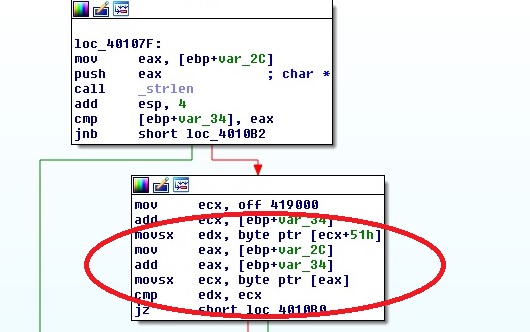 loc_40107F:
mov eax, [ebp+var_2C]
push eax ; char *
call _strlen
add esp, 4
cmp [ebp+var_34], eax
jnb short loc_4010B2
mov ecx, off_419000
add ecx, [ebp+var_34]
movsx edx, byte ptr [ecx+51h]
mov eax, [ebp+var_2C]
add eax, [ebp+var_34]
movsx ecx, byte ptr [eax]
cmp edx, ecx
jz short loc_4010B0